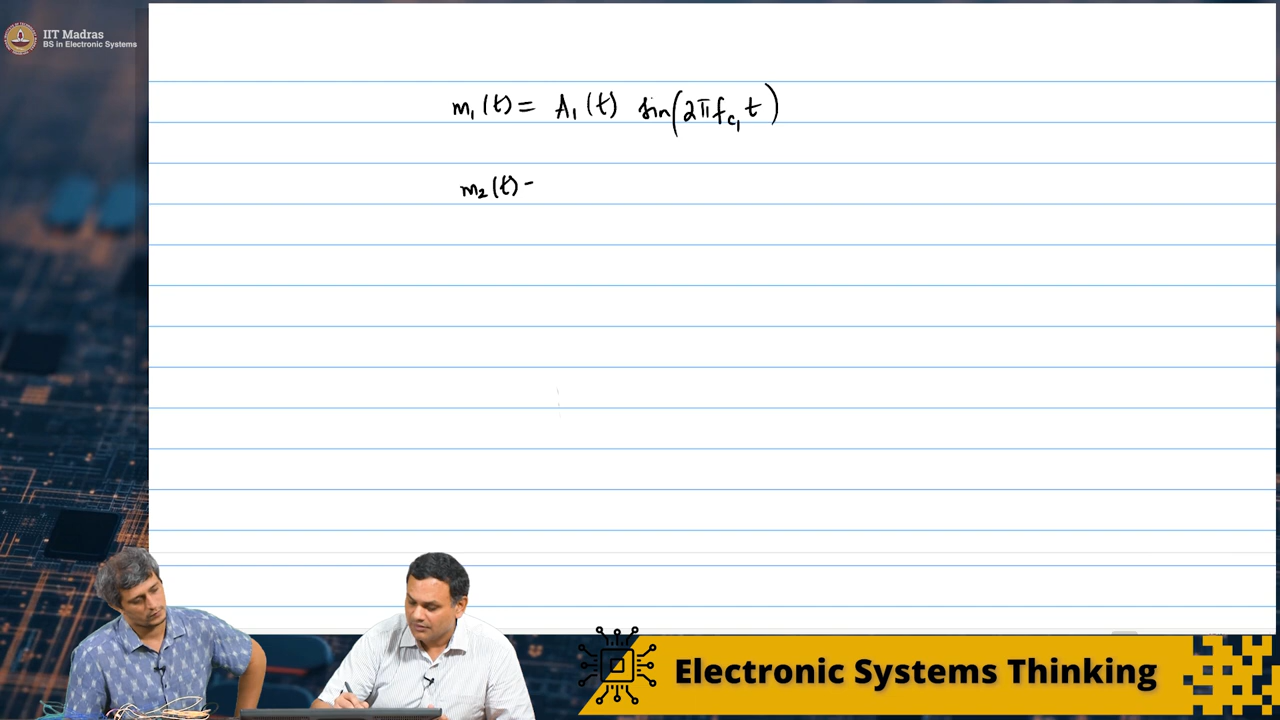 IIT Madras
BS in Electronic Systems
m₁(t) = A₁(t) sin(2πf_c₁ t)
m₂(t) -
Electronic Systems Thinking